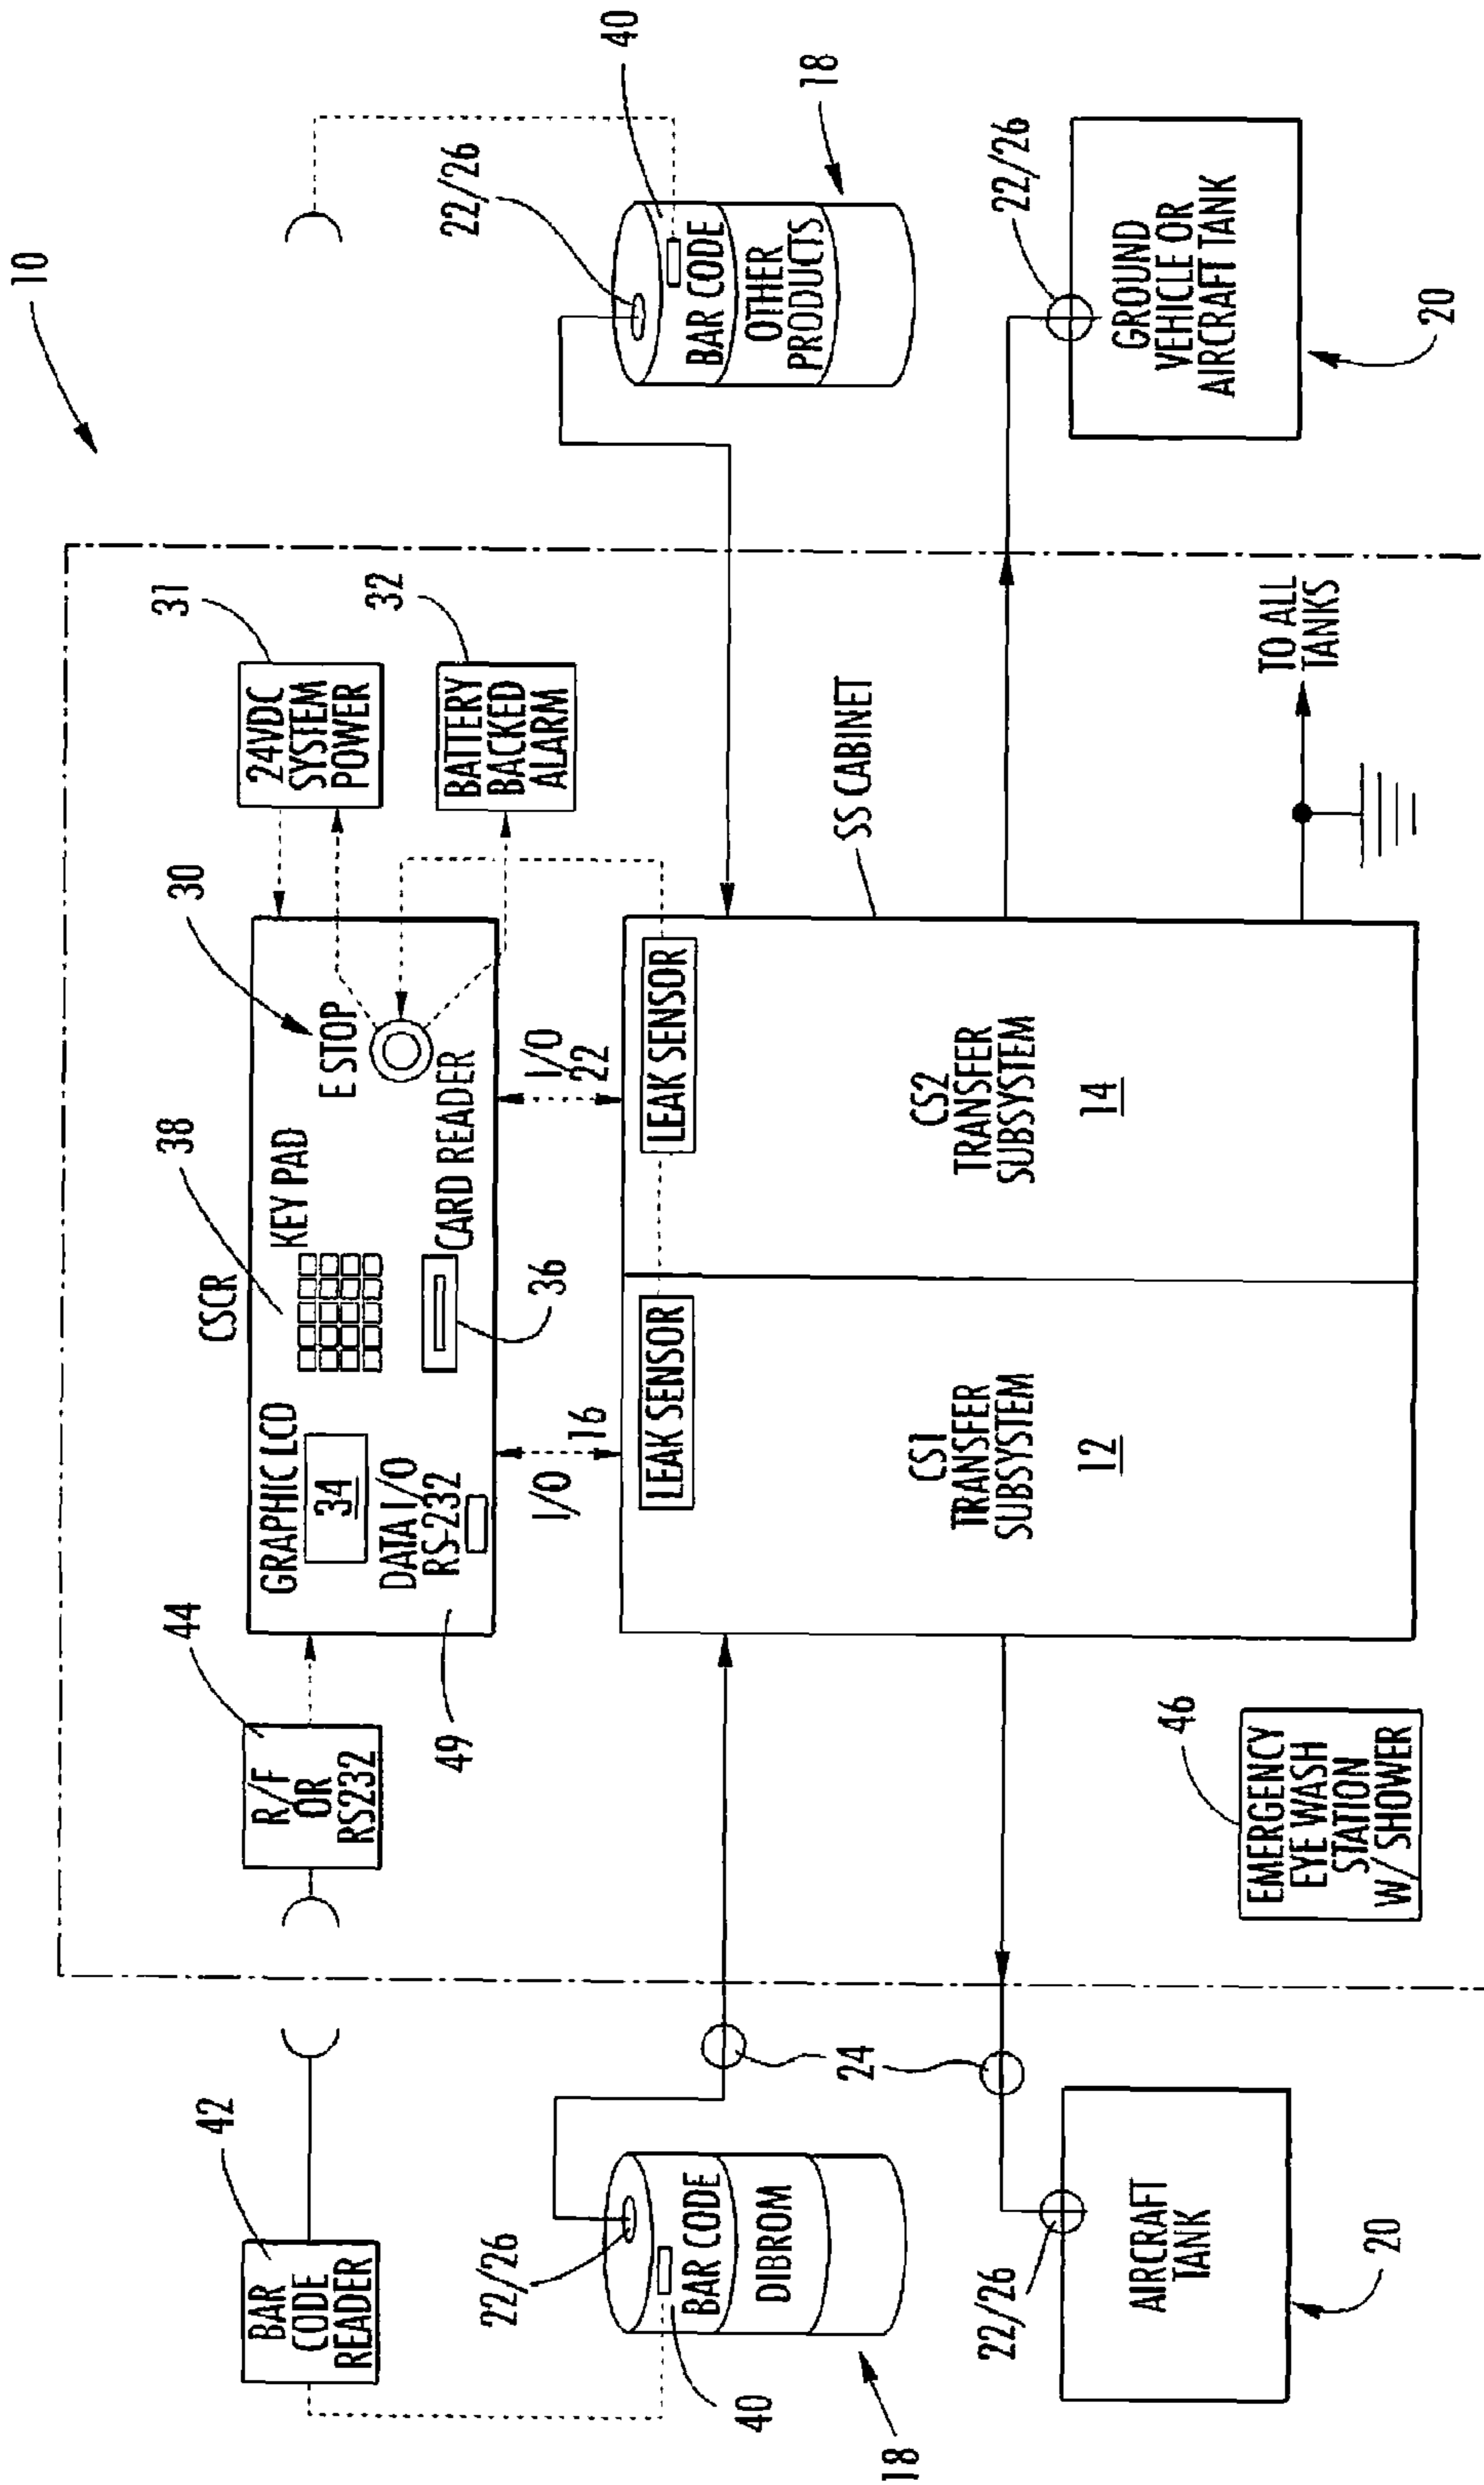 10
42
BAR
CODE
READER
44
R/F
OR
RS232
CSCR
GRAPHIC LCD
34
DATA I/O
RS-232
49
38
KEY PAD
CARD READER
36
E STOP
30
31
24VDC
SYSTEM
POWER
32
BATTERY
BACKED
ALARM
I/O
16
I/O
22
22/26
BAR CODE
DIBROM
40
18
24
LEAK SENSOR
CS1
TRANSFER
SUBSYSTEM
12
LEAK SENSOR
CS2
TRANSFER
SUBSYSTEM
14
SS CABINET
22/26
40
BAR CODE
OTHER
PRODUCTS
18
22/26
AIRCRAFT
TANK
20
46
EMERGENCY
EYE WASH
STATION
W/ SHOWER
TO ALL
TANKS
22/26
GROUND
VEHICLE OR
AIRCRAFT TANK
20